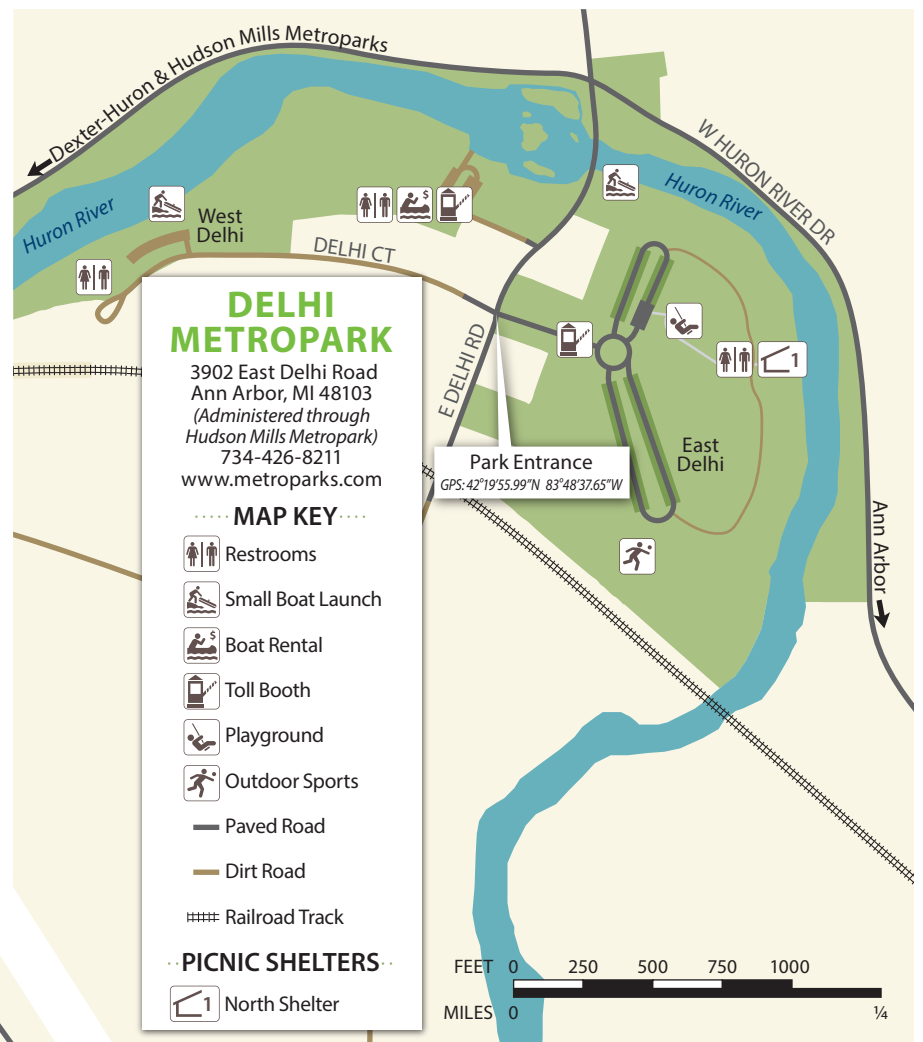 Dexter-Huron & Hudson Mills Metroparks
W HURON RIVER DR
Huron River
Huron River
West
Delhi
$
DELHI CT
DELHI
METROPARK
3902 East Delhi Road
Ann Arbor, MI 48103
(Administered through
Hudson Mills Metropark)
734-426-8211
www.metroparks.com
E DELHI RD
1
East
Delhi
Park Entrance
GPS: 42°19'55.99"N 83°48'37.65"W
Ann Arbor
MAP KEY
Restrooms
Small Boat Launch
$
Boat Rental
Toll Booth
Playground
Outdoor Sports
Paved Road
Dirt Road
Railroad Track
PICNIC SHELTERS
1
North Shelter
FEET 0 250 500 750 1000
MILES 0 ¼